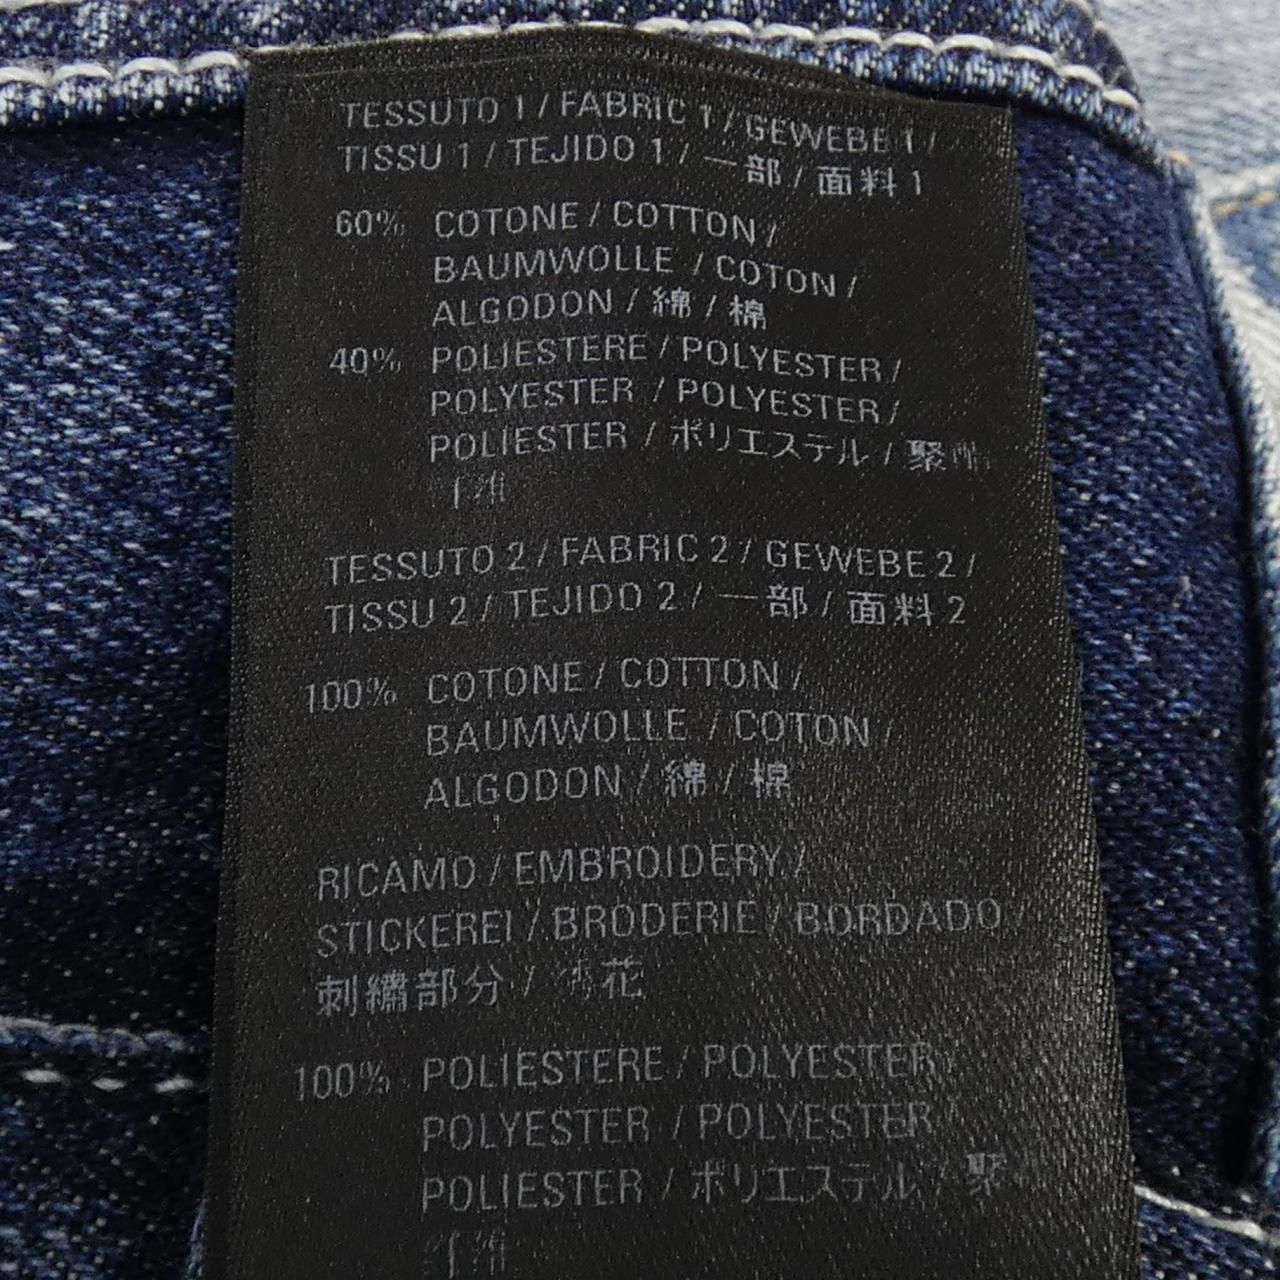 TESSUTO 1 / FABRIC 1 / GEWEBE 1 /
TISSU 1 / TEJIDO 1 / 一部 / 面料 1
60% COTONE / COTTON /
BAUMWOLLE / COTON /
ALGODON / 綿 / 棉
40% POLIESTERE / POLYESTER /
POLYESTER / POLYESTER /
POLIESTER / ポリエステル / 聚
TESSUTO 2 / FABRIC 2 / GEWEBE 2 /
TISSU 2 / TEJIDO 2 / 一部 / 面料 2
100% COTONE / COTTON /
BAUMWOLLE / COTON /
ALGODON / 綿 / 棉
RICAMO / EMBROIDERY /
STICKEREI / BRODERIE / BORDADO /
刺繍部分 / 花
100% POLIESTERE / POLYESTER /
POLYESTER / POLYESTER /
POLIESTER / ポリエステル / 聚